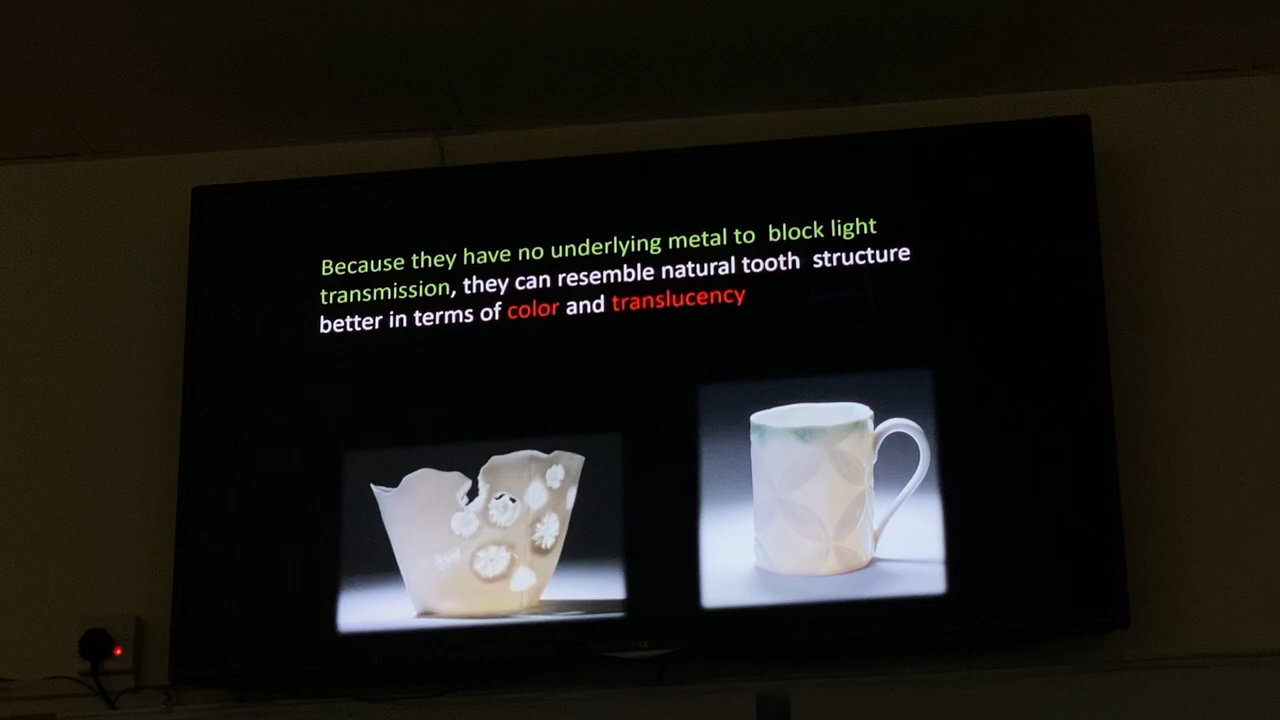 Because they have no underlying metal to block light
transmission, they can resemble natural tooth structure
better in terms of color and translucency